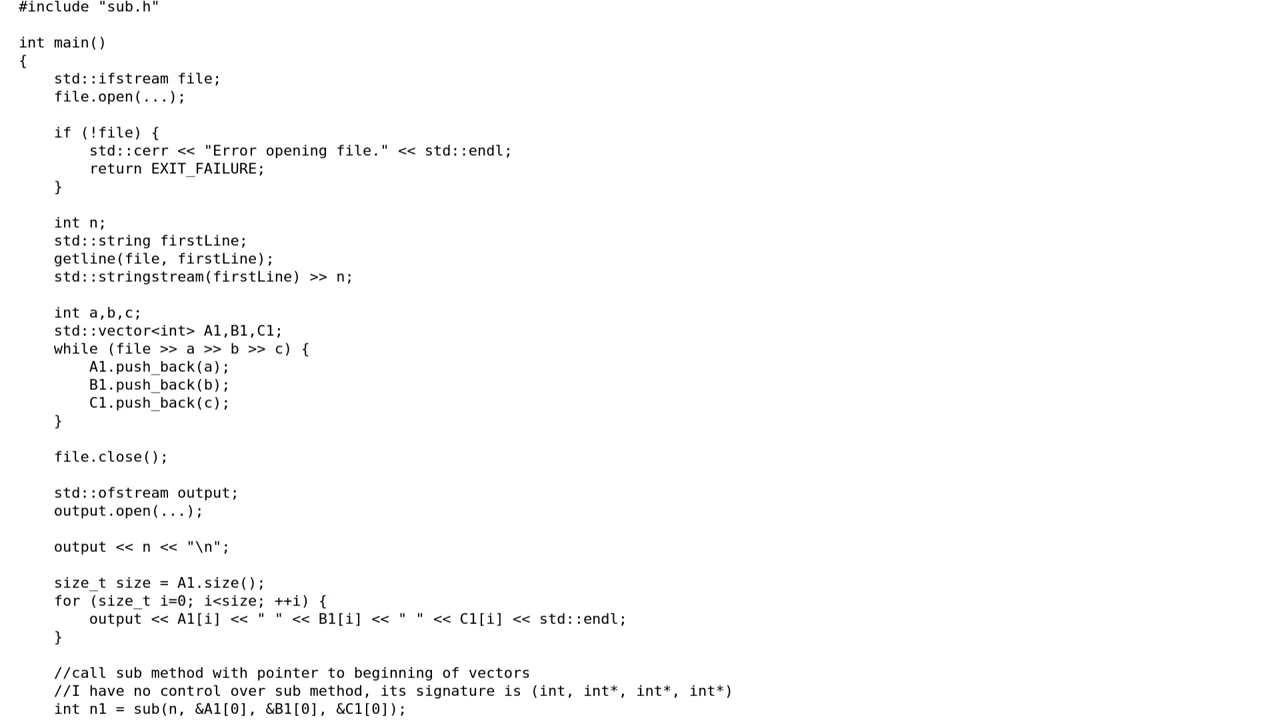 #include "sub.h"
int main()
{
    std::ifstream file;
    file.open(...);
    if (!file) {
        std::cerr << "Error opening file." << std::endl;
        return EXIT_FAILURE;
    }
    int n;
    std::string firstLine;
    getline(file, firstLine);
    std::stringstream(firstLine) >> n;
    int a,b,c;
    std::vector<int> A1,B1,C1;
    while (file >> a >> b >> c) {
        A1.push_back(a);
        B1.push_back(b);
        C1.push_back(c);
    }
    file.close();
    std::ofstream output;
    output.open(...);
    output << n << "\n";
    size_t size = A1.size();
    for (size_t i=0; i<size; ++i) {
        output << A1[i] << " " << B1[i] << " " << C1[i] << std::endl;
    }
    //call sub method with pointer to beginning of vectors
    //I have no control over sub method, its signature is (int, int*, int*, int*)
    int n1 = sub(n, &A1[0], &B1[0], &C1[0]);